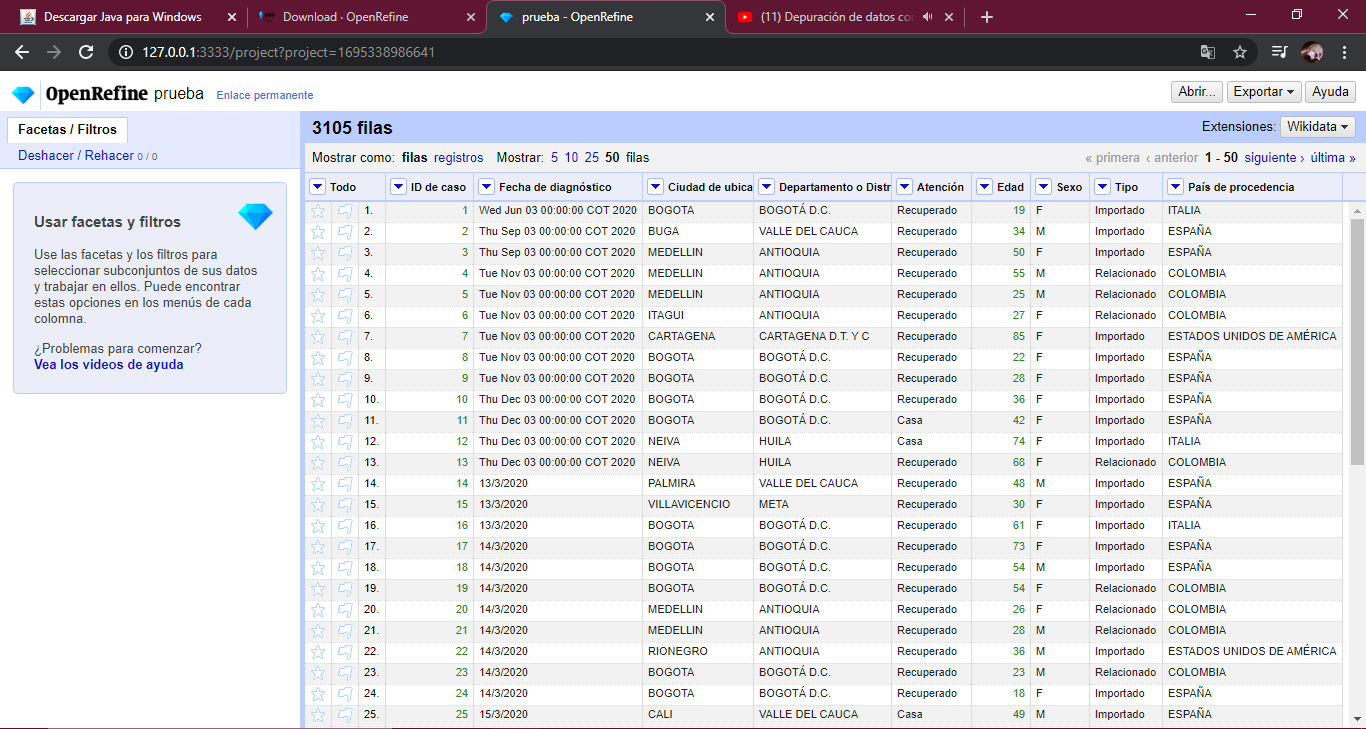 Descargar Java para Windows
Download · OpenRefine
prueba - OpenRefine
(11) Depuración de datos co
127.0.0.1:3333/project?project=1695338986641
OpenRefine prueba Enlace permanente
Abrir... Exportar Ayuda
Facetas / Filtros
Deshacer / Rehacer 0 / 0
Usar facetas y filtros
Use las facetas y los filtros para
seleccionar subconjuntos de sus datos
y trabajar en ellos. Puede encontrar
estas opciones en los menús de cada
colomna.
¿Problemas para comenzar?
Vea los videos de ayuda
3105 filas
Extensiones: Wikidata
Mostrar como: filas registros Mostrar: 5 10 25 50 filas
« primera ‹ anterior 1 - 50 siguiente › última »
Todo ID de caso Fecha de diagnóstico Ciudad de ubica Departamento o Distr Atención Edad Sexo Tipo País de procedencia
1. 1 Wed Jun 03 00:00:00 COT 2020 BOGOTA BOGOTÁ D.C. Recuperado 19 F Importado ITALIA
2. 2 Thu Sep 03 00:00:00 COT 2020 BUGA VALLE DEL CAUCA Recuperado 34 M Importado ESPAÑA
3. 3 Thu Sep 03 00:00:00 COT 2020 MEDELLIN ANTIOQUIA Recuperado 50 F Importado ESPAÑA
4. 4 Tue Nov 03 00:00:00 COT 2020 MEDELLIN ANTIOQUIA Recuperado 55 M Relacionado COLOMBIA
5. 5 Tue Nov 03 00:00:00 COT 2020 MEDELLIN ANTIOQUIA Recuperado 25 M Relacionado COLOMBIA
6. 6 Tue Nov 03 00:00:00 COT 2020 ITAGUI ANTIOQUIA Recuperado 27 F Relacionado COLOMBIA
7. 7 Tue Nov 03 00:00:00 COT 2020 CARTAGENA CARTAGENA D.T. Y C Recuperado 85 F Importado ESTADOS UNIDOS DE AMÉRICA
8. 8 Tue Nov 03 00:00:00 COT 2020 BOGOTA BOGOTÁ D.C. Recuperado 22 F Importado ESPAÑA
9. 9 Tue Nov 03 00:00:00 COT 2020 BOGOTA BOGOTÁ D.C. Recuperado 28 F Importado ESPAÑA
10. 10 Thu Dec 03 00:00:00 COT 2020 BOGOTA BOGOTÁ D.C. Recuperado 36 F Importado ESPAÑA
11. 11 Thu Dec 03 00:00:00 COT 2020 BOGOTA BOGOTÁ D.C. Casa 42 F Importado ESPAÑA
12. 12 Thu Dec 03 00:00:00 COT 2020 NEIVA HUILA Casa 74 F Importado ITALIA
13. 13 Thu Dec 03 00:00:00 COT 2020 NEIVA HUILA Recuperado 68 F Relacionado COLOMBIA
14. 14 13/3/2020 PALMIRA VALLE DEL CAUCA Recuperado 48 M Importado ESPAÑA
15. 15 13/3/2020 VILLAVICENCIO META Recuperado 30 F Importado ESPAÑA
16. 16 13/3/2020 BOGOTA BOGOTÁ D.C. Recuperado 61 F Importado ITALIA
17. 17 14/3/2020 BOGOTA BOGOTÁ D.C. Recuperado 73 F Importado ESPAÑA
18. 18 14/3/2020 BOGOTA BOGOTÁ D.C. Recuperado 54 M Importado ESPAÑA
19. 19 14/3/2020 BOGOTA BOGOTÁ D.C. Recuperado 54 F Relacionado COLOMBIA
20. 20 14/3/2020 MEDELLIN ANTIOQUIA Recuperado 26 F Relacionado COLOMBIA
21. 21 14/3/2020 MEDELLIN ANTIOQUIA Recuperado 28 M Relacionado COLOMBIA
22. 22 14/3/2020 RIONEGRO ANTIOQUIA Recuperado 36 M Importado ESTADOS UNIDOS DE AMÉRICA
23. 23 14/3/2020 BOGOTA BOGOTÁ D.C. Recuperado 23 M Relacionado COLOMBIA
24. 24 14/3/2020 BOGOTA BOGOTÁ D.C. Recuperado 18 F Importado ESPAÑA
25. 25 15/3/2020 CALI VALLE DEL CAUCA Casa 49 M Importado ESPAÑA